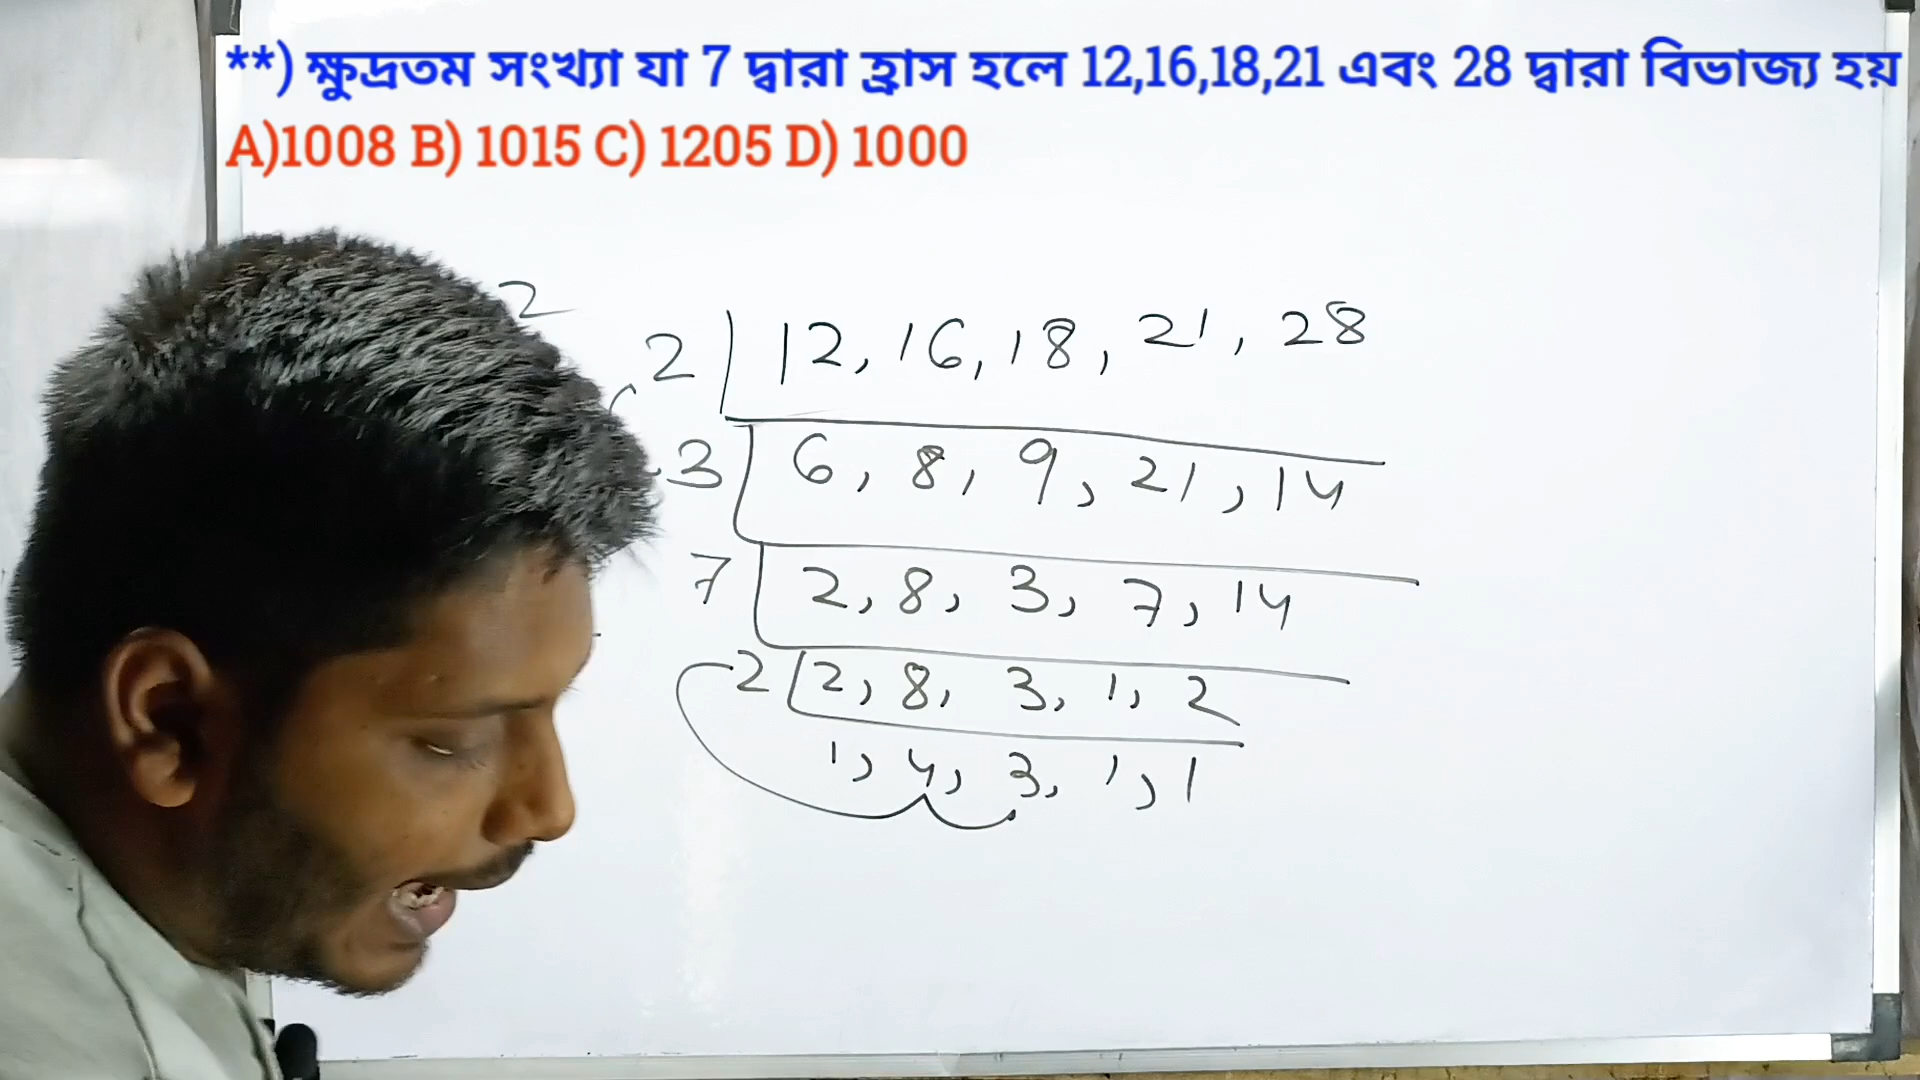 **) ক্ষুদ্রতম সংখ্যা যা 7 দ্বারা হ্রাস হলে 12,16,18,21 এবং 28 দ্বারা বিভাজ্য হয়
A)1008 B) 1015 C) 1205 D) 1000
2
2 12, 16, 18, 21, 28
3 6, 8, 9, 21, 14
7 2, 8, 3, 7, 14
2 2, 8, 3, 1, 2
1, 4, 3, 1, 1